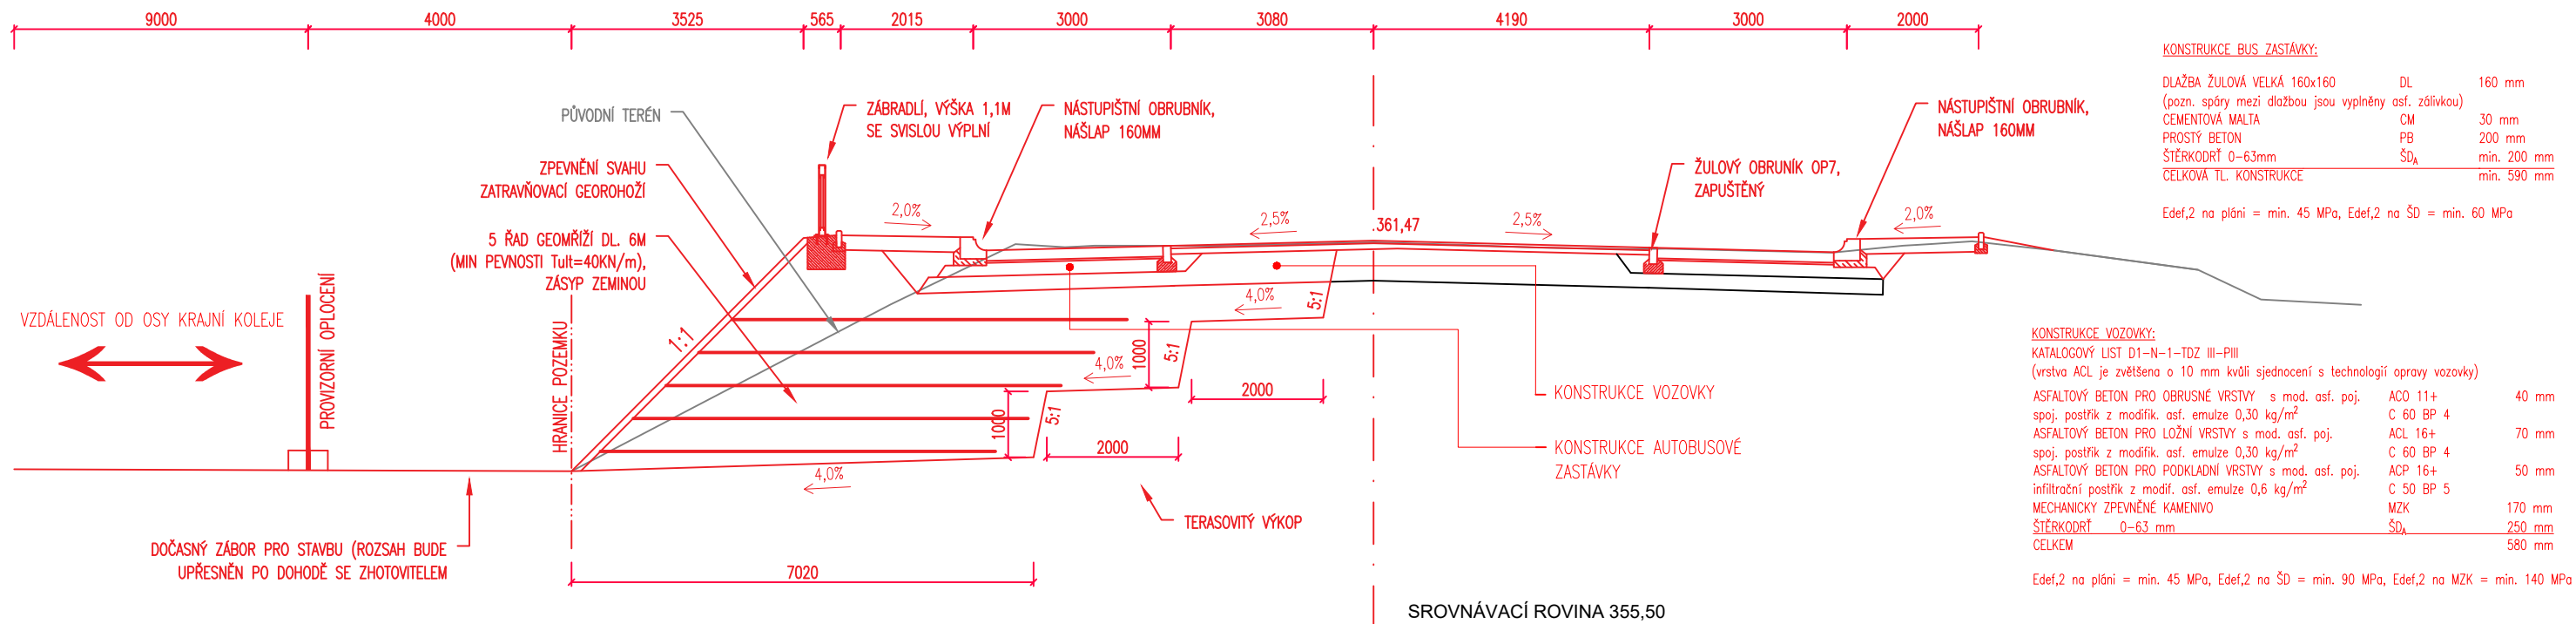 9000 4000 3525 565 2015 3000 3080 4190 3000 2000
KONSTRUKCE BUS ZASTÁVKY:
DLAŽBA ŽULOVÁ VELKÁ 160x160 DL 160 mm
(pozn. spáry mezi dlažbou jsou vyplněny asf. zálivkou)
CEMENTOVÁ MALTA CM 30 mm
PROSTÝ BETON PB 200 mm
ŠTĚRKODRŤ 0-63mm ŠDA min. 200 mm
CELKOVÁ TL. KONSTRUKCE min. 590 mm
Edef,2 na pláni = min. 45 MPa, Edef,2 na ŠD = min. 60 MPa
PŮVODNÍ TERÉN
ZÁBRADLÍ, VÝŠKA 1,1M
SE SVISLOU VÝPLNÍ
NÁSTUPIŠTNÍ OBRUBNÍK,
NÁŠLAP 160MM
NÁSTUPIŠTNÍ OBRUBNÍK,
NÁŠLAP 160MM
ZPEVNĚNÍ SVAHU
ZATRAVŇOVACÍ GEOROHOŽÍ
ŽULOVÝ OBRUNÍK OP7,
ZAPUŠTĚNÝ
5 ŘAD GEOMŘÍŽÍ DL. 6M
(MIN PEVNOSTI Tult=40KN/m),
ZÁSYP ZEMINOU
2,0%
2,5%
361,47
2,5%
2,0%
VZDÁLENOST OD OSY KRAJNÍ KOLEJE
PROVIZORNÍ OPLOCENÍ
HRANICE POZEMKU
1:1
4,0%
5:1
1000
5:1
4,0%
2000
1000
5:1
2000
4,0%
KONSTRUKCE VOZOVKY
KONSTRUKCE AUTOBUSOVÉ
ZASTÁVKY
TERASOVITÝ VÝKOP
DOČASNÝ ZÁBOR PRO STAVBU (ROZSAH BUDE
UPŘESNĚN PO DOHODĚ SE ZHOTOVITELEM
7020
KONSTRUKCE VOZOVKY:
KATALOGOVÝ LIST D1-N-1-TDZ III-PIII
(vrstva ACL je zvětšena o 10 mm kvůli sjednocení s technologií opravy vozovky)
ASFALTOVÝ BETON PRO OBRUSNÉ VRSTVY s mod. asf. poj. ACO 11+ 40 mm
spoj. postřik z modifik. asf. emulze 0,30 kg/m2 C 60 BP 4
ASFALTOVÝ BETON PRO LOŽNÍ VRSTVY s mod. asf. poj. ACL 16+ 70 mm
spoj. postřik z modifik. asf. emulze 0,30 kg/m2 C 60 BP 4
ASFALTOVÝ BETON PRO PODKLADNÍ VRSTVY s mod. asf. poj. ACP 16+ 50 mm
infiltrační postřik z modif. asf. emulze 0,6 kg/m2 C 50 BP 5
MECHANICKY ZPEVNĚNÉ KAMENIVO MZK 170 mm
ŠTĚRKODRŤ 0-63 mm ŠDA 250 mm
CELKEM 580 mm
Edef,2 na pláni = min. 45 MPa, Edef,2 na ŠD = min. 90 MPa, Edef,2 na MZK = min. 140 MPa
SROVNÁVACÍ ROVINA 355,50